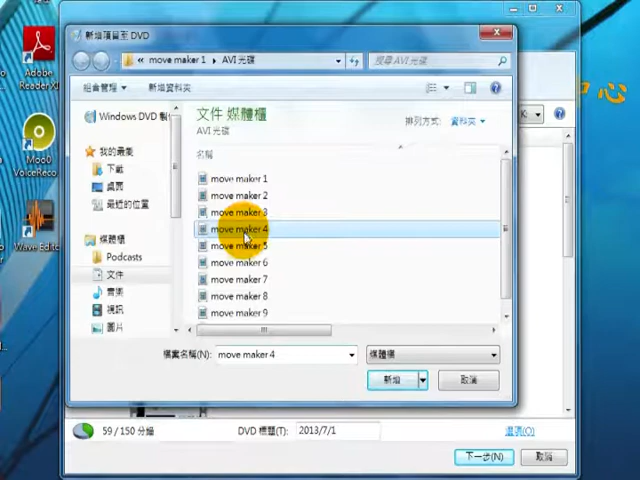 新增項目至 DVD
« move maker 1 ▸ AVI 光碟
搜尋 AVI 光碟
中心
Adobe
Reader XI
組合管理
新增資料夾
Windows DVD 製
文件 媒體櫃
AVI 光碟
排列方式: 資料夾
我的最愛
下載
桌面
最近的位置
名稱
Moo0
VoiceReco
move maker 1
move maker 2
move maker 3
move maker 4
move maker 5
move maker 6
move maker 7
move maker 8
move maker 9
Wave Edito
媒體櫃
Podcasts
文件
音樂
視訊
圖片
檔案名稱(N): move maker 4
媒體櫃
新增
取消
59 / 150 分鐘
DVD 標題(T): 2013/7/1
選項(O)
下一步(N)
取消